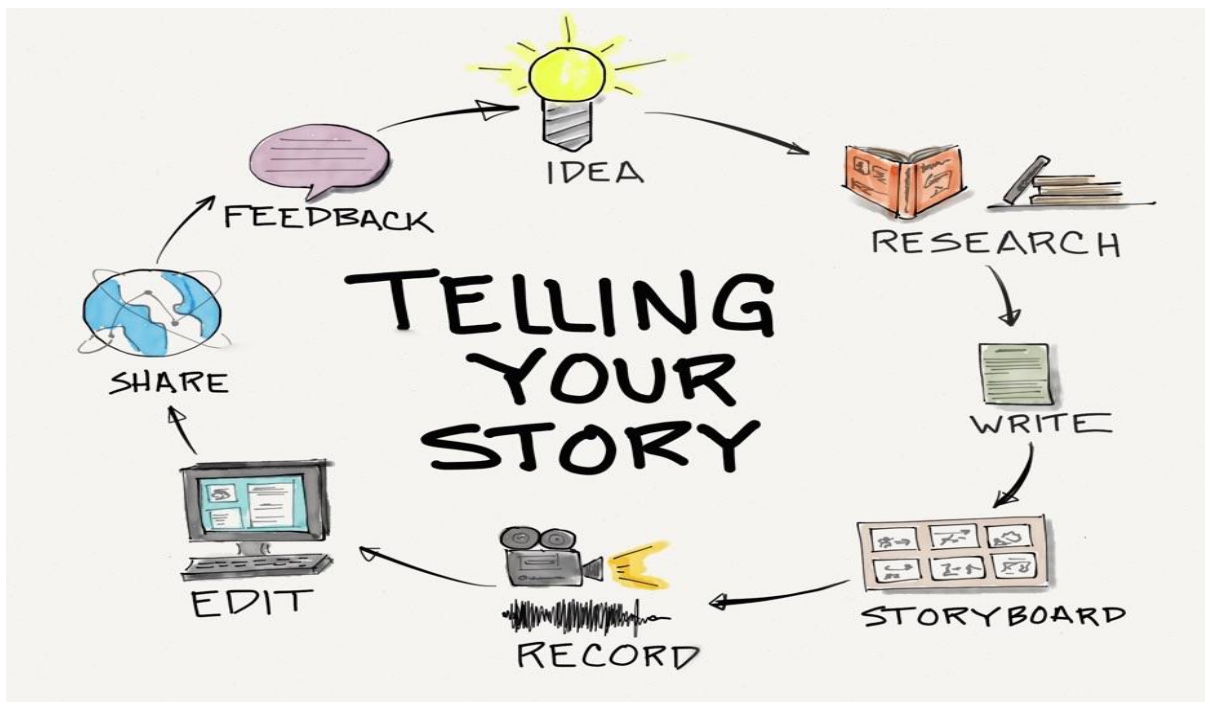 IDEA
FEEDBACK
RESEARCH
TELLING
YOUR
STORY
SHARE
WRITE
EDIT
STORYBOARD
RECORD